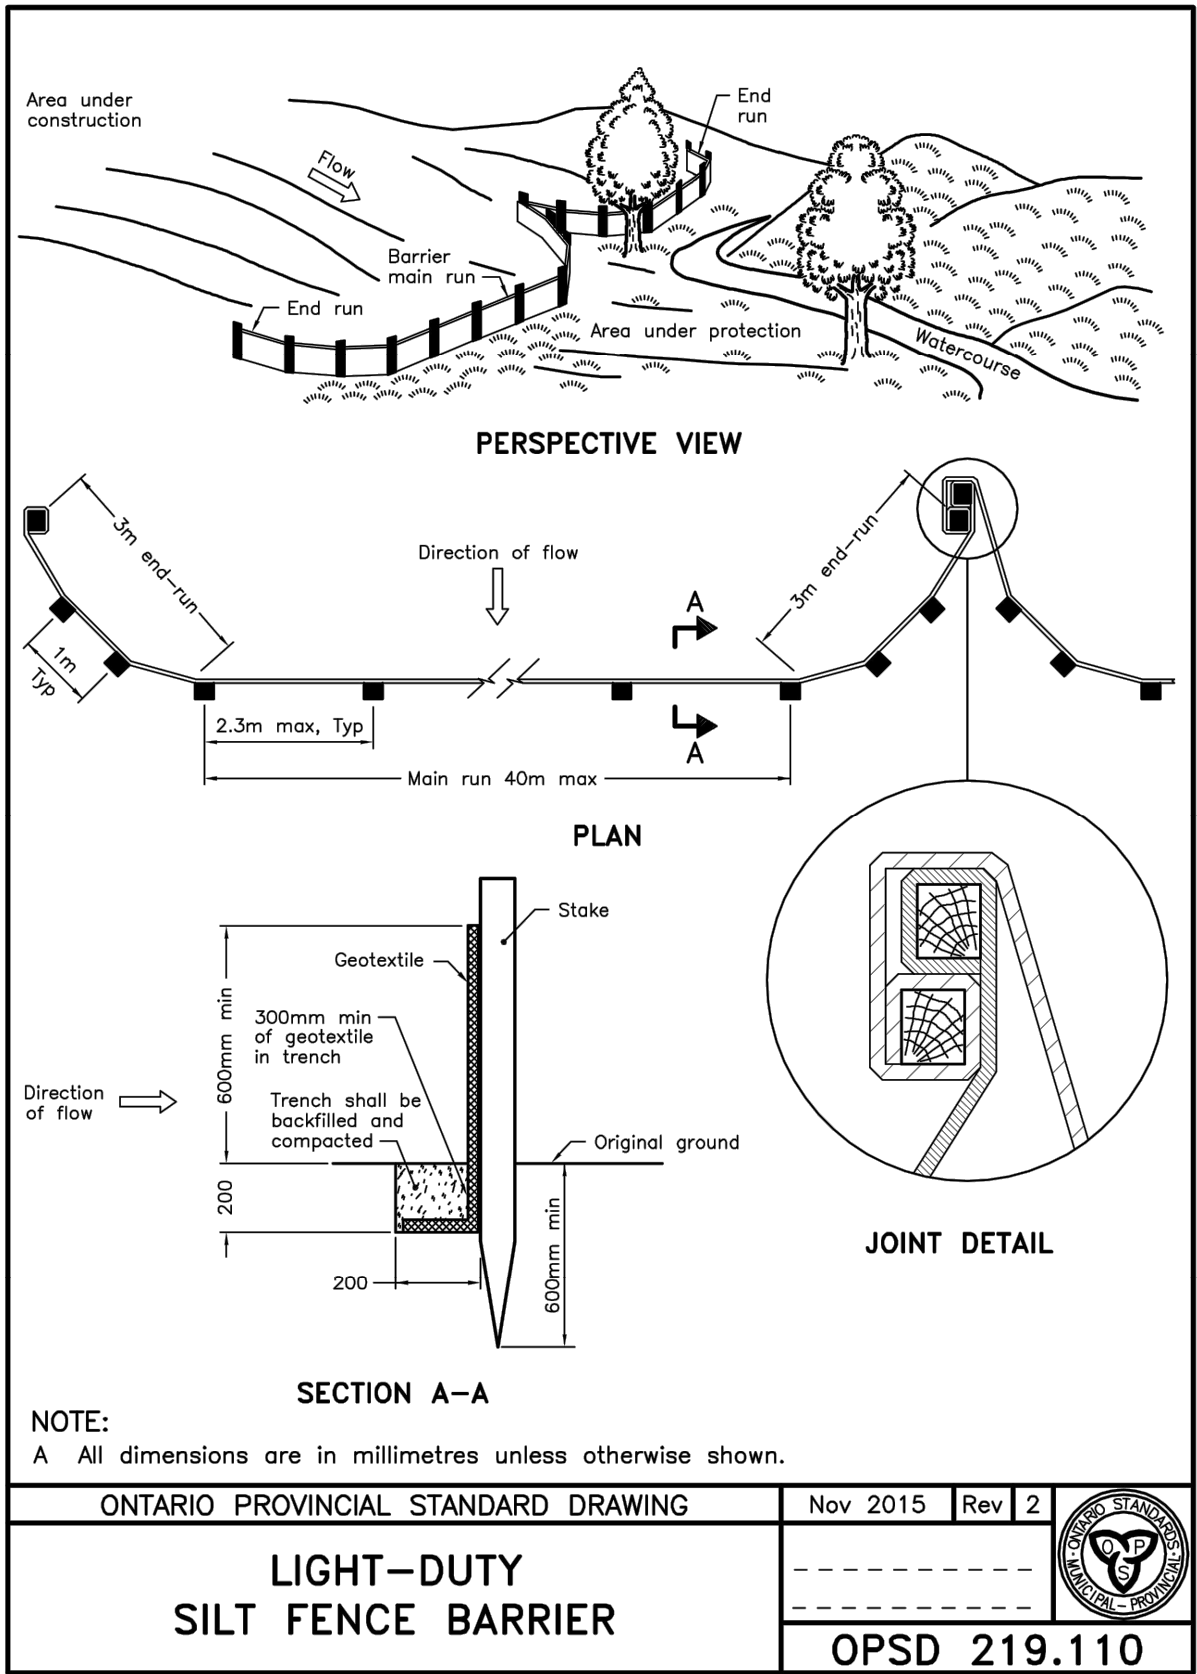 Area under
construction
Flow
End
run
Barrier
main run
End run
Area under protection
Watercourse
PERSPECTIVE VIEW
3m end-run
Direction of flow
3m end-run
A
1m
Typ
2.3m max, Typ
A
Main run 40m max
PLAN
Stake
Geotextile
600mm min
300mm min
of geotextile
in trench
Direction
of flow
Trench shall be
backfilled and
compacted
Original ground
200
200
600mm min
JOINT DETAIL
SECTION A-A
NOTE:
A All dimensions are in millimetres unless otherwise shown.
ONTARIO PROVINCIAL STANDARD DRAWING
Nov 2015
Rev
2
ONTARIO STANDARDS
MUNICIPAL-PROVINCIAL
O P
S
LIGHT-DUTY
SILT FENCE BARRIER
OPSD 219.110